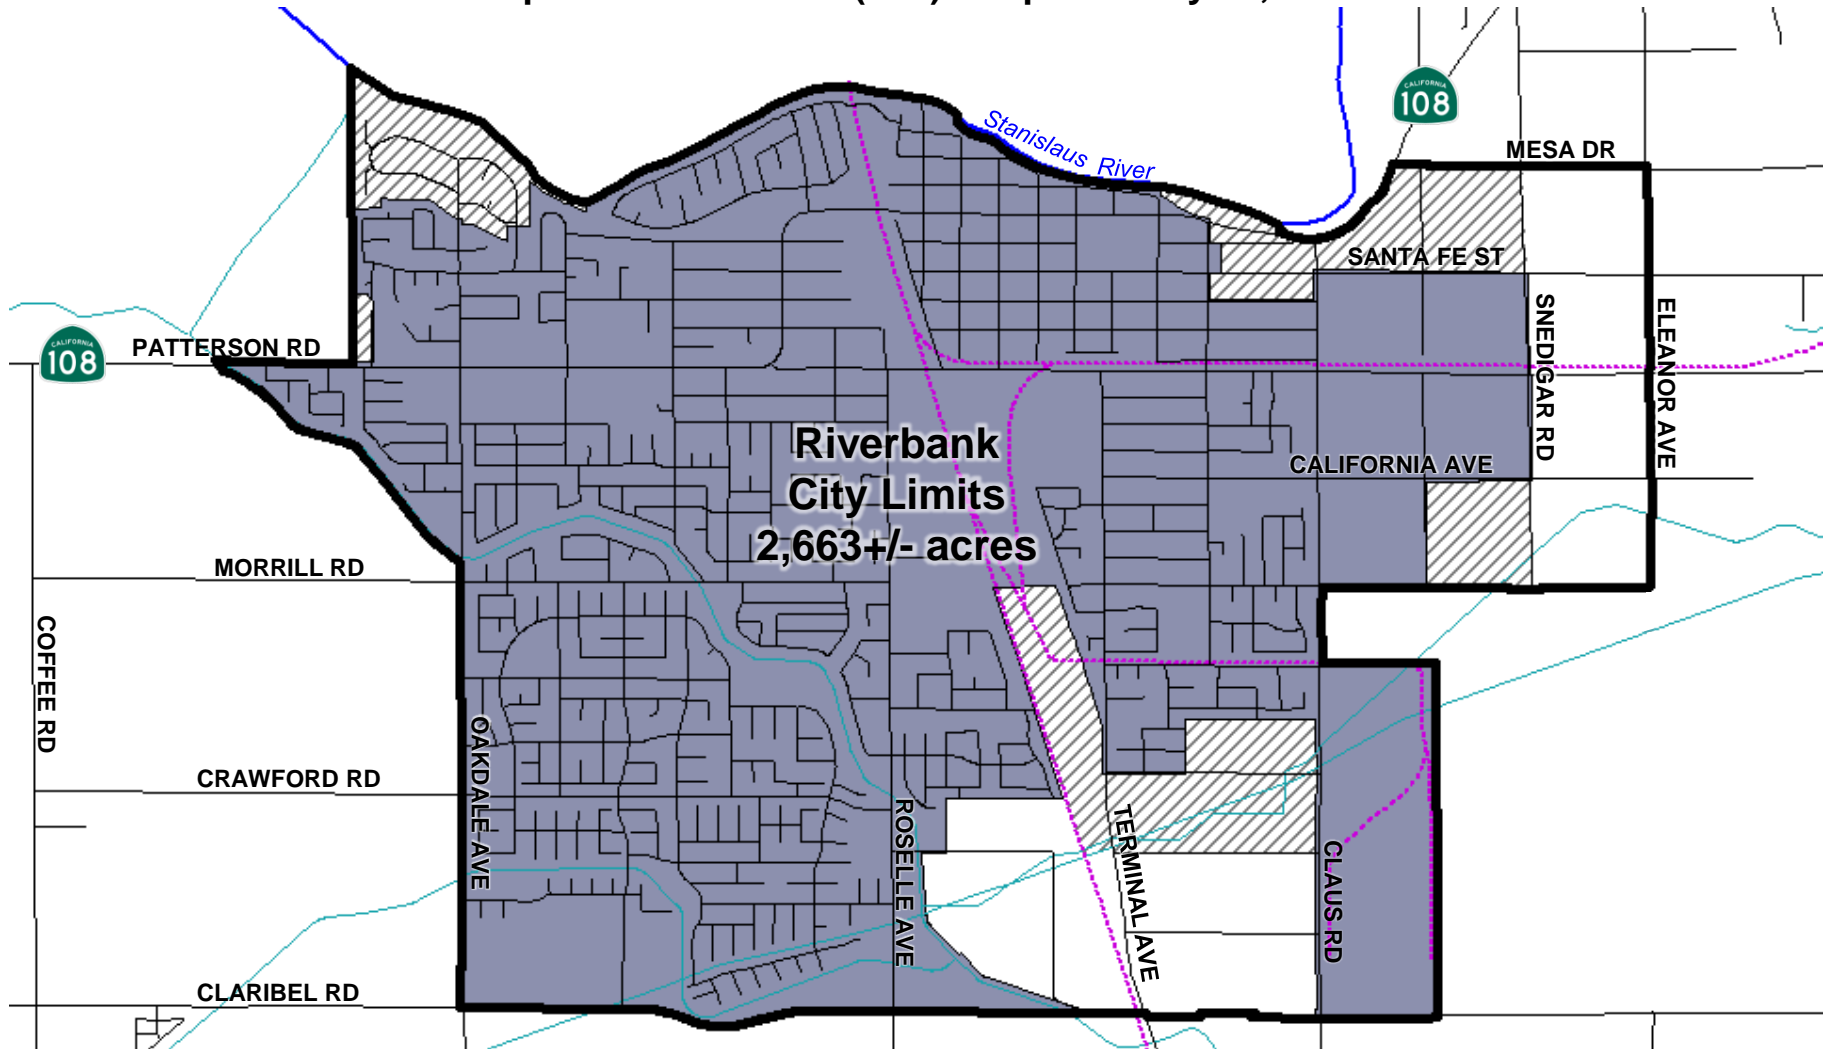 Stanislaus River
CALIFORNIA
108
MESA DR
SANTA FE ST
SNEDIGAR RD
ELEANOR AVE
CALIFORNIA
108
PATTERSON RD
Riverbank
City Limits
2,663+/- acres
CALIFORNIA AVE
MORRILL RD
COFFEE RD
CRAWFORD RD
OAKDALE AVE
ROSELLE AVE
TERMINAL AVE
CLAUS RD
CLARIBEL RD